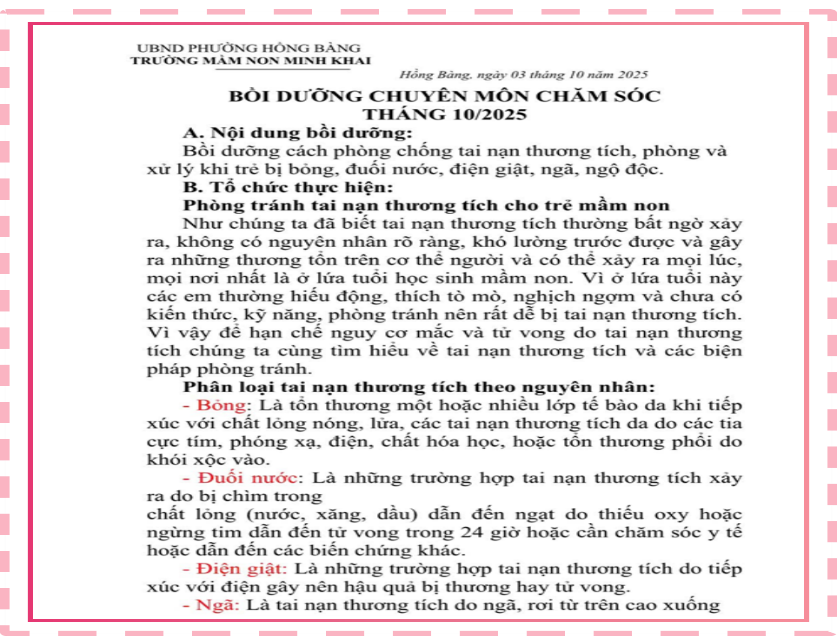 UBND PHƯỜNG HỒNG BÀNG
TRƯỜNG MẦM NON MINH KHAI
Hồng Bàng, ngày 03 tháng 10 năm 2025
BỒI DƯỠNG CHUYÊN MÔN CHĂM SÓC
THÁNG 10/2025
A. Nội dung bồi dưỡng:
Bồi dưỡng cách phòng chống tai nạn thương tích, phòng và
xử lý khi trẻ bị bỏng, đuối nước, điện giật, ngã, ngộ độc.
B. Tổ chức thực hiện:
Phòng tránh tai nạn thương tích cho trẻ mầm non
Như chúng ta đã biết tai nạn thương tích thường bất ngờ xảy
ra, không có nguyên nhân rõ ràng, khó lường trước được và gây
ra những thương tổn trên cơ thể người và có thể xảy ra mọi lúc,
mọi nơi nhất là ở lứa tuổi học sinh mầm non. Vì ở lứa tuổi này
các em thường hiếu động, thích tò mò, nghịch ngợm và chưa có
kiến thức, kỹ năng, phòng tránh nên rất dễ bị tai nạn thương tích.
Vì vậy để hạn chế nguy cơ mắc và tử vong do tai nạn thương
tích chúng ta cùng tìm hiểu về tai nạn thương tích và các biện
pháp phòng tránh.
Phân loại tai nạn thương tích theo nguyên nhân:
- Bỏng: Là tổn thương một hoặc nhiều lớp tế bào da khi tiếp
xúc với chất lỏng nóng, lửa, các tai nạn thương tích da do các tia
cực tím, phóng xạ, điện, chất hóa học, hoặc tổn thương phổi do
khói xộc vào.
- Đuối nước: Là những trường hợp tai nạn thương tích xảy
ra do bị chìm trong
chất lỏng (nước, xăng, dầu) dẫn đến ngạt do thiếu oxy hoặc
ngừng tim dẫn đến tử vong trong 24 giờ hoặc cần chăm sóc y tế
hoặc dẫn đến các biến chứng khác.
- Điện giật: Là những trường hợp tai nạn thương tích do tiếp
xúc với điện gây nên hậu quả bị thương hay tử vong.
- Ngã: Là tai nạn thương tích do ngã, rơi từ trên cao xuống